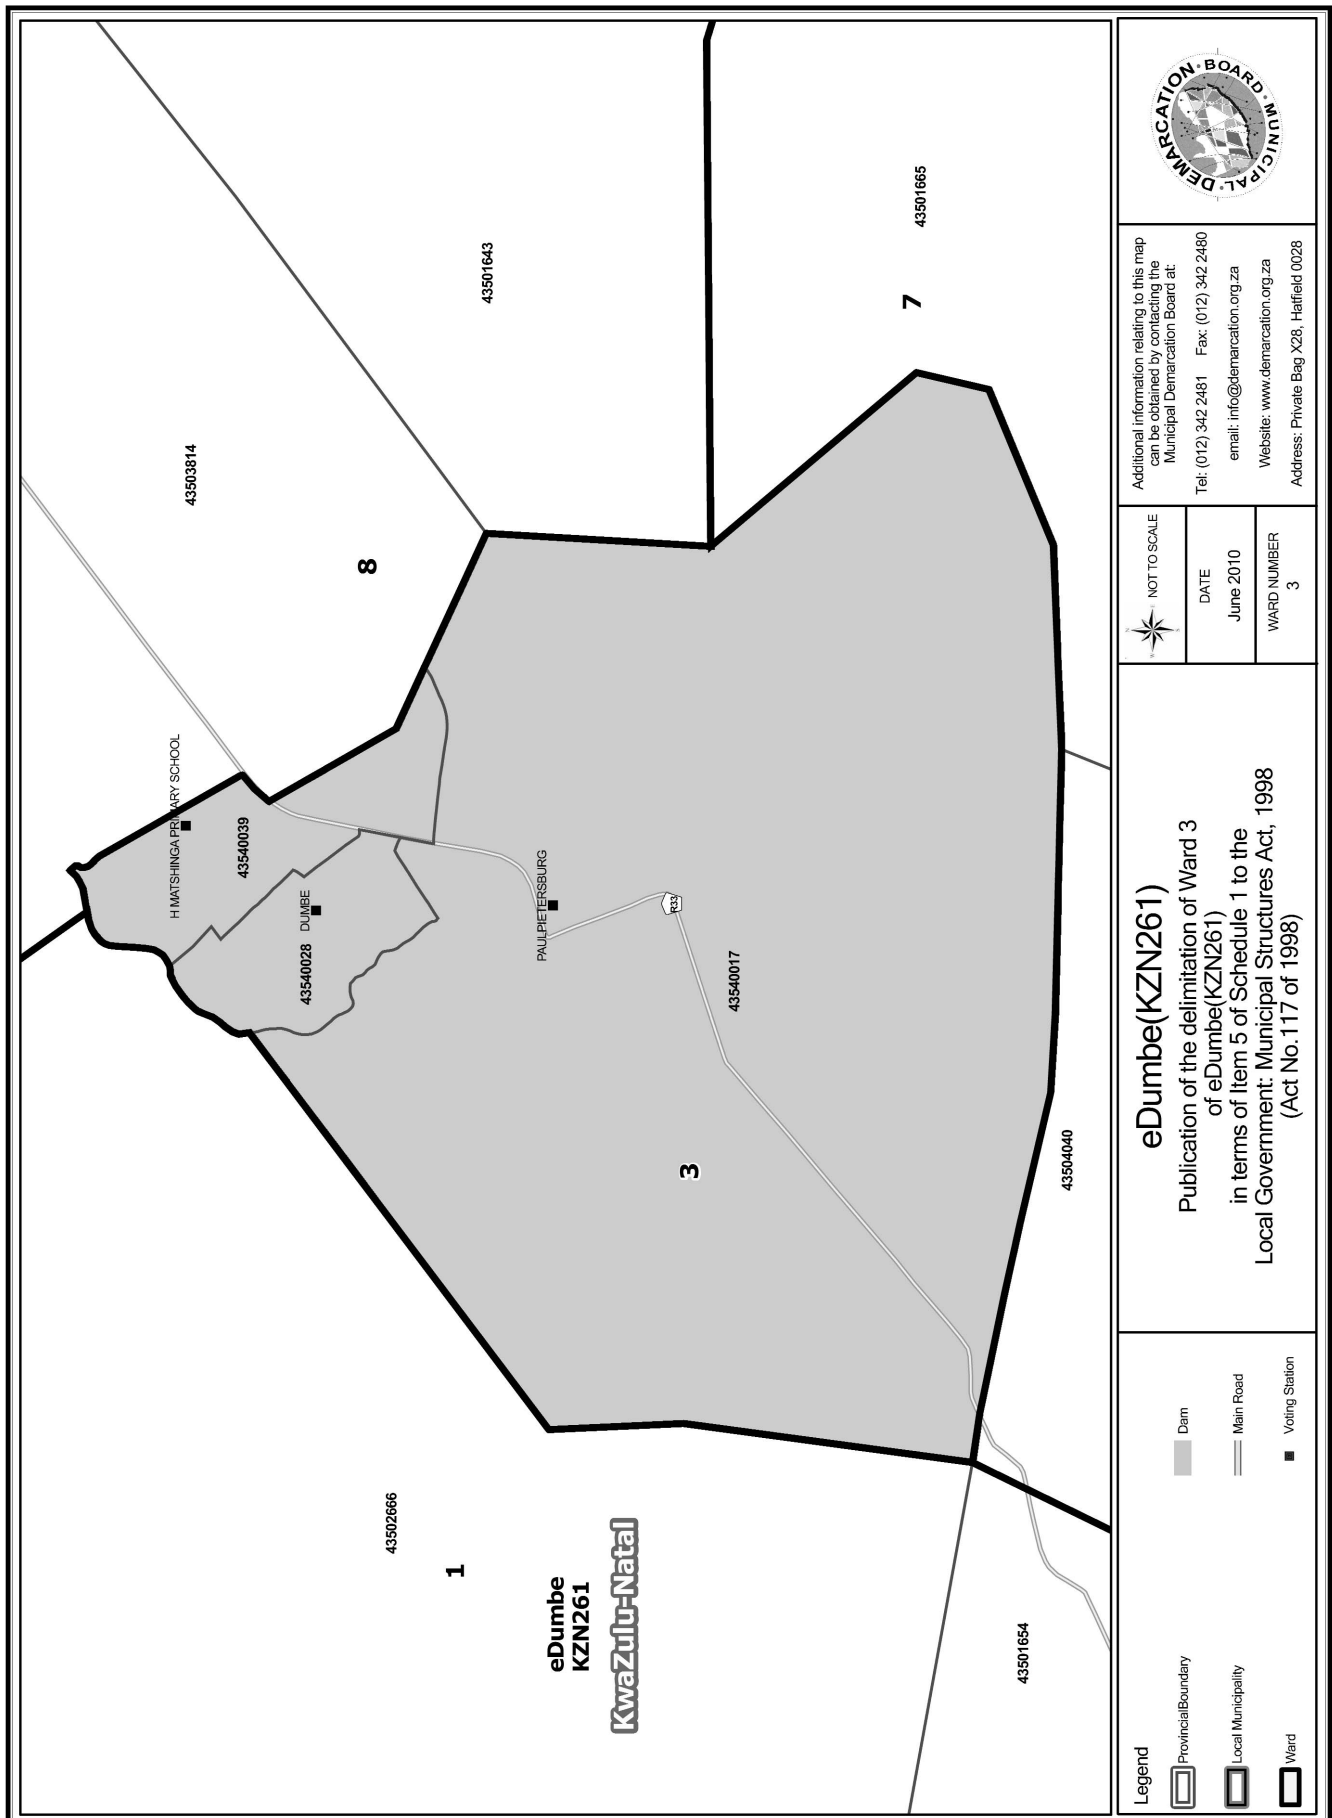 43503814
8
43501643
H MATSHINGA PRIMARY SCHOOL
43540039
DUMBE
43540028
PAULPIETERSBURG
R33
43540017
3
7
43501665
43502666
1
eDumbe
KZN261
KwaZulu-Natal
43504040
43501654
Legend
ProvincialBoundary
Local Municipality
Ward
Dam
Main Road
Voting Station
eDumbe(KZN261)
Publication of the delimitation of Ward 3
of eDumbe(KZN261)
in terms of Item 5 of Schedule 1 to the
Local Government: Municipal Structures Act, 1998
(Act No.117 of 1998)
NOT TO SCALE
DATE
June 2010
WARD NUMBER
3
Additional information relating to this map
can be obtained by contacting the
Municipal Demarcation Board at:
Tel: (012) 342 2481 Fax: (012) 342 2480
email: info@demarcation.org.za
Website: www.demarcation.org.za
Address: Private Bag X28, Hatfield 0028
MUNICIPAL · DEMARCATION · BOARD ·